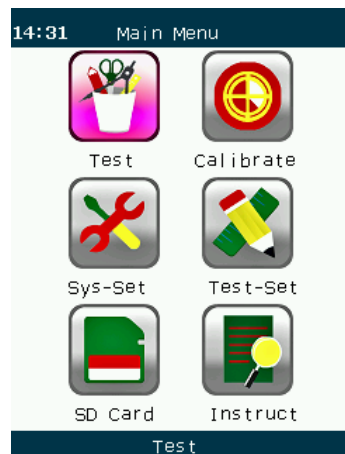 14:31 Main Menu
Test Calibrate
Sys-Set Test-Set
SD Card Instruct
Test